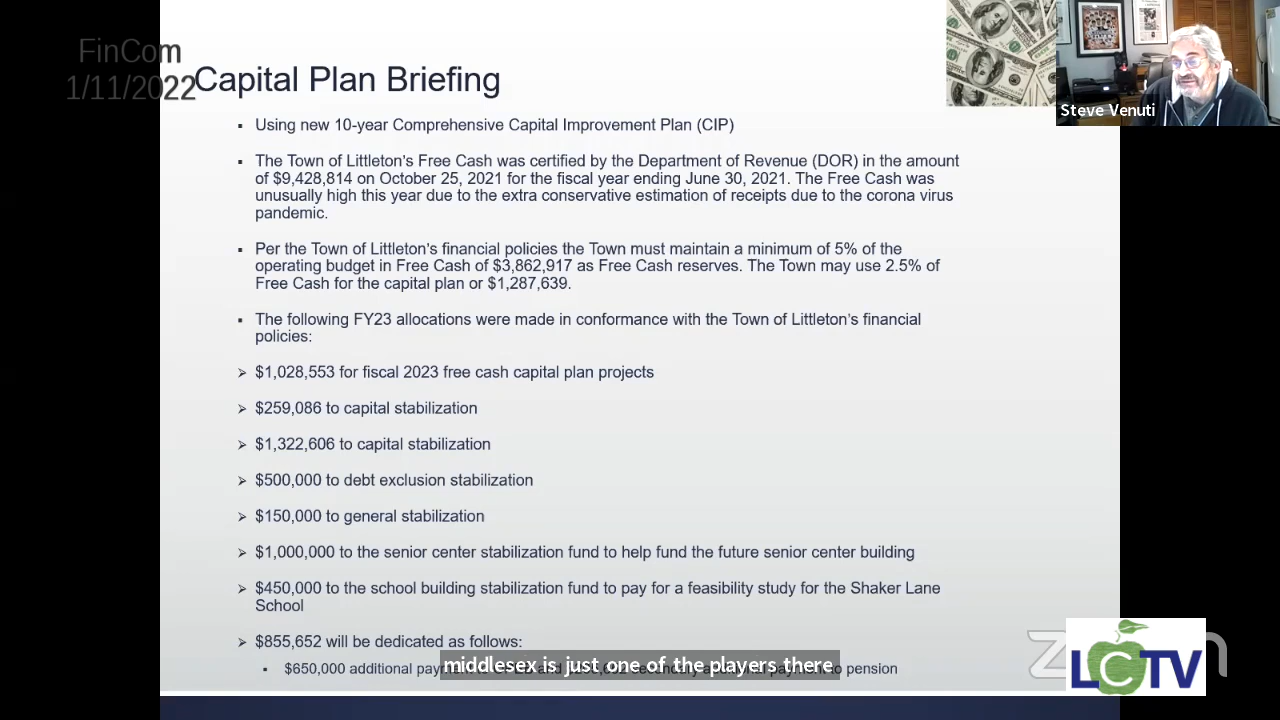 FinCom
1/11/2022
Capital Plan Briefing
Steve Venuti
▪ Using new 10-year Comprehensive Capital Improvement Plan (CIP)
▪ The Town of Littleton's Free Cash was certified by the Department of Revenue (DOR) in the amount
of $9,428,814 on October 25, 2021 for the fiscal year ending June 30, 2021. The Free Cash was
unusually high this year due to the extra conservative estimation of receipts due to the corona virus
pandemic.
▪ Per the Town of Littleton's financial policies the Town must maintain a minimum of 5% of the
operating budget in Free Cash of $3,862,917 as Free Cash reserves. The Town may use 2.5% of
Free Cash for the capital plan or $1,287,639.
▪ The following FY23 allocations were made in conformance with the Town of Littleton's financial
policies:
➢ $1,028,553 for fiscal 2023 free cash capital plan projects
➢ $259,086 to capital stabilization
➢ $1,322,606 to capital stabilization
➢ $500,000 to debt exclusion stabilization
➢ $150,000 to general stabilization
➢ $1,000,000 to the senior center stabilization fund to help fund the future senior center building
➢ $450,000 to the school building stabilization fund to pay for a feasibility study for the Shaker Lane
School
➢ $855,652 will be dedicated as follows:
▪ $650,000 additional pension
middlesex is just one of the players there
LCTV